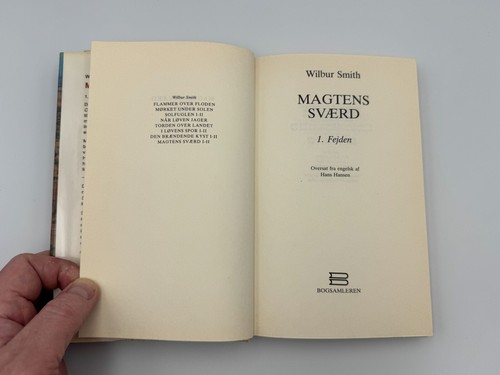 Wilbur Smith
FLAMMER OVER FLODEN
MØRKET UNDER SOLEN
SOLFUGLEN I-II
NÅR LØVEN JAGER
TORDEN OVER LANDET
I LØVENS SPOR I-II
DEN BRÆNDENDE KYST I-II
MAGTENS SVÆRD I-II
Wilbur Smith
MAGTENS
SVÆRD
1. Fejden
Oversat fra engelsk af
Hans Hansen
BOGSAMLEREN